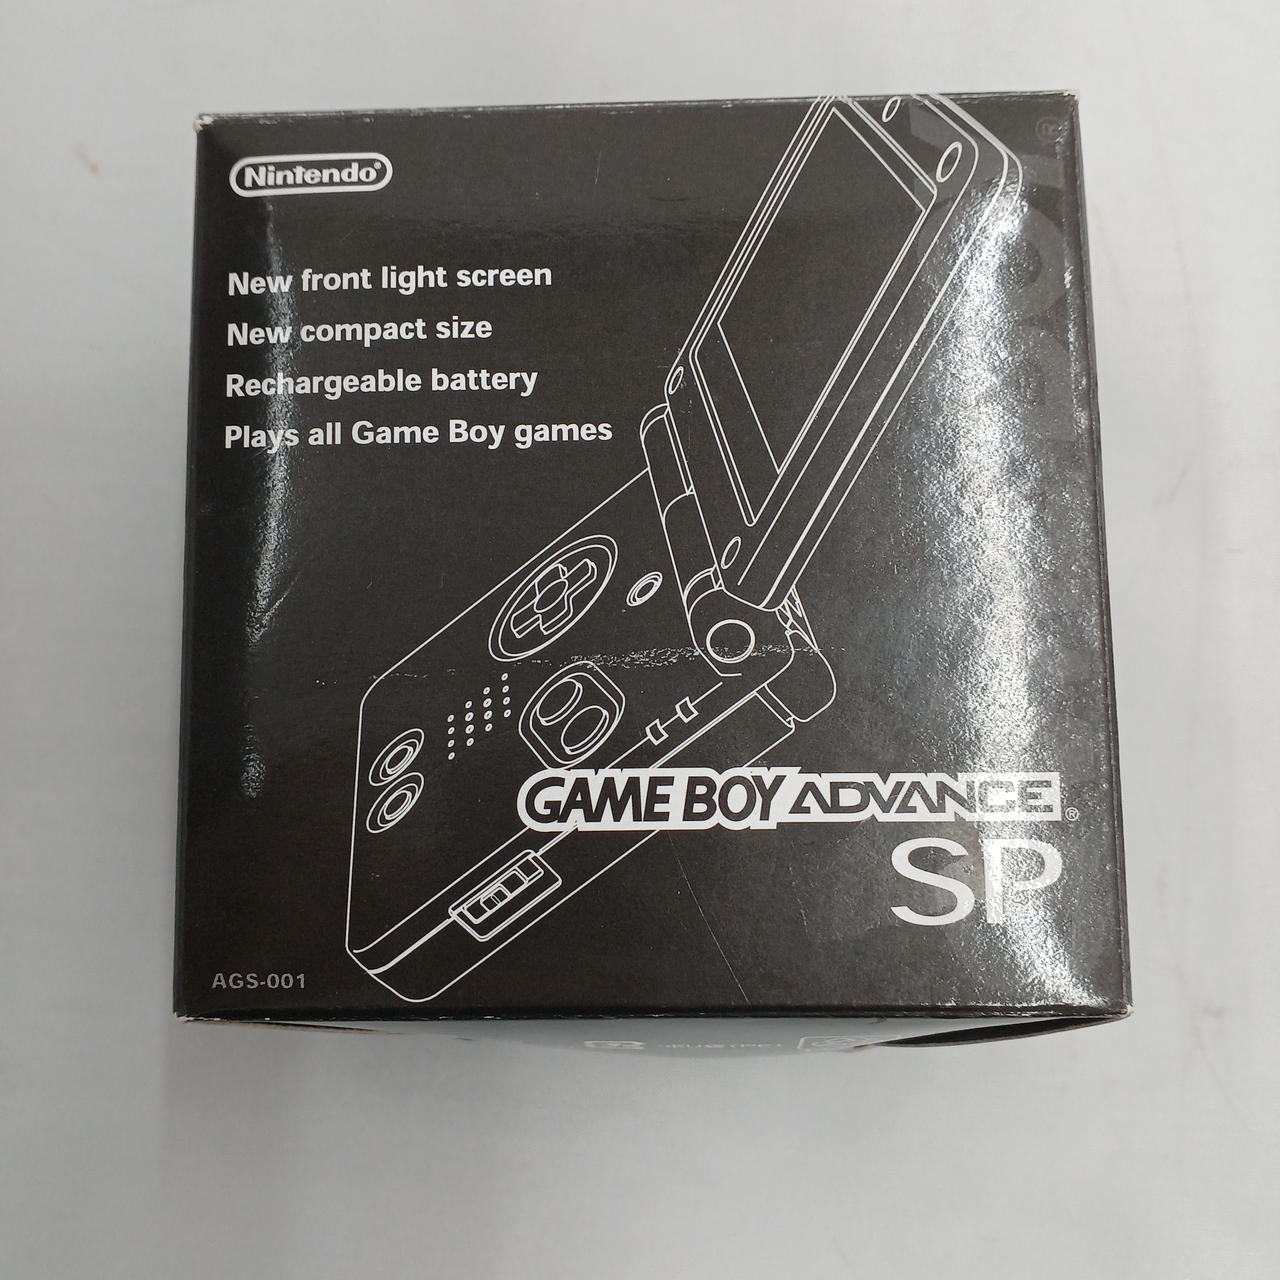 Nintendo®
New front light screen
New compact size
Rechargeable battery
Plays all Game Boy games
GAME BOY ADVANCE®
SP
AGS-001